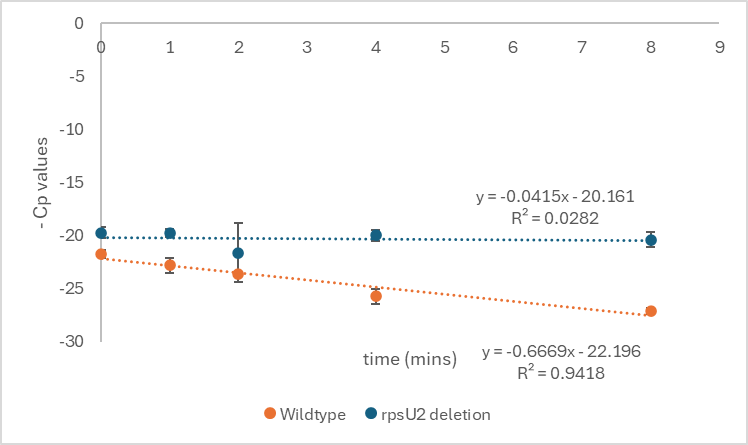 0
0 1 2 3 4 5 6 7 8 9
-5
-10
-15
-20
-25
-30
- Cp values
y = -0.0415x - 20.161
R² = 0.0282
time (mins)
y = -0.6669x - 22.196
R² = 0.9418
Wildtype rpsU2 deletion